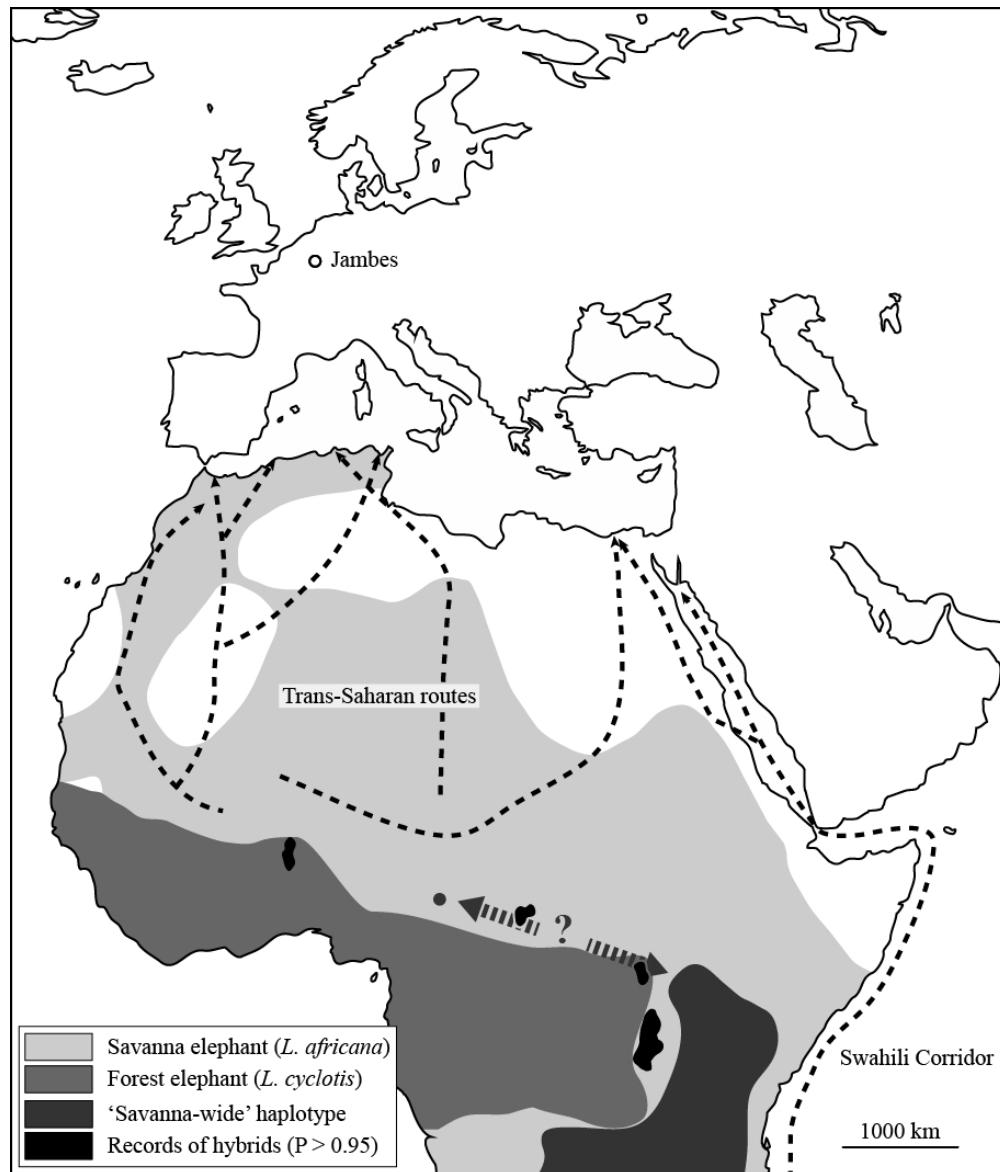 Jambes
Trans-Saharan routes
?
Swahili Corridor
1000 km
Savanna elephant (L. africana)
Forest elephant (L. cyclotis)
‘Savanna-wide’ haplotype
Records of hybrids (P > 0.95)